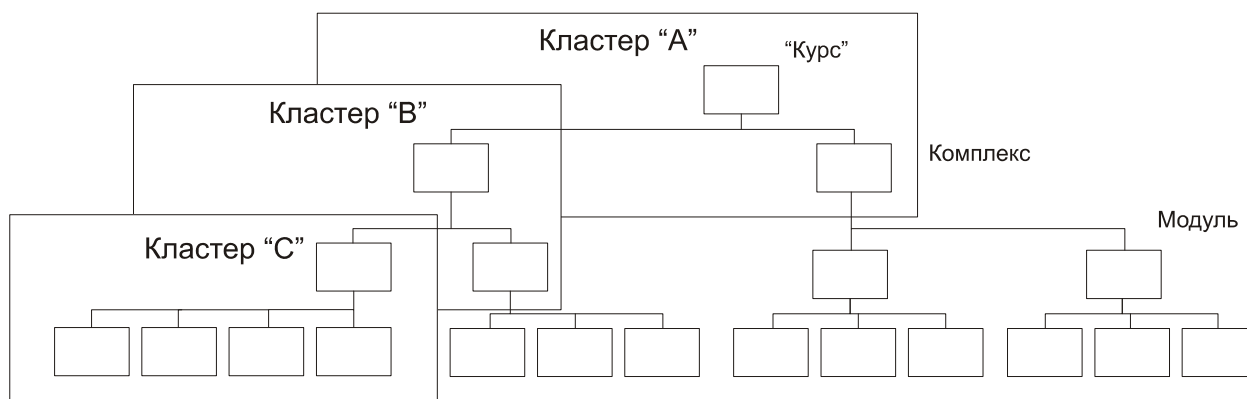 Кластер “A”
“Курс”
Кластер “B”
Комплекс
Модуль
Кластер “C”